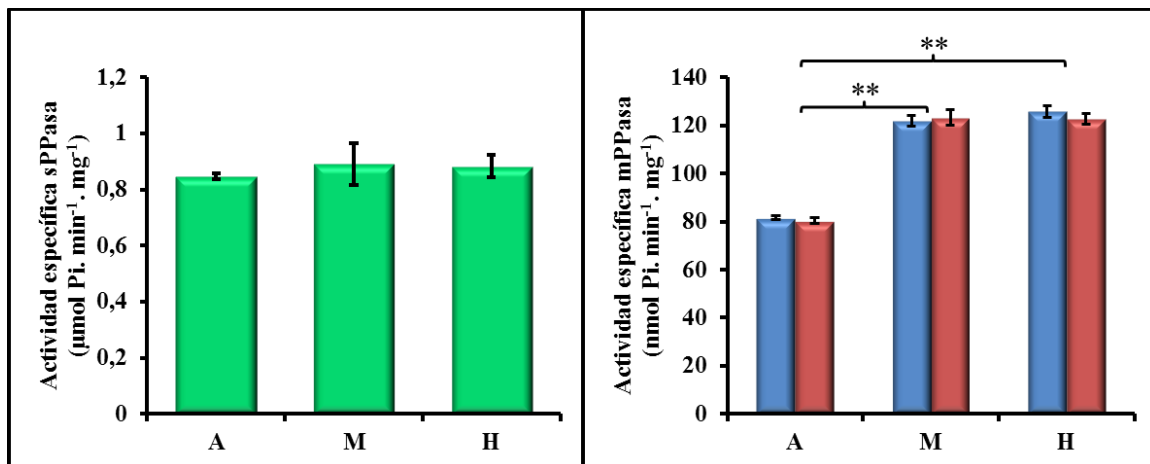 Actividad específica sPPasa
(µmol Pi. min⁻¹. mg⁻¹)
1,2
1
0,8
0,6
0,4
0,2
0
A M H
Actividad específica mPPasa
(nmol Pi. min⁻¹. mg⁻¹)
140
120
100
80
60
40
20
0
**
**
A M H